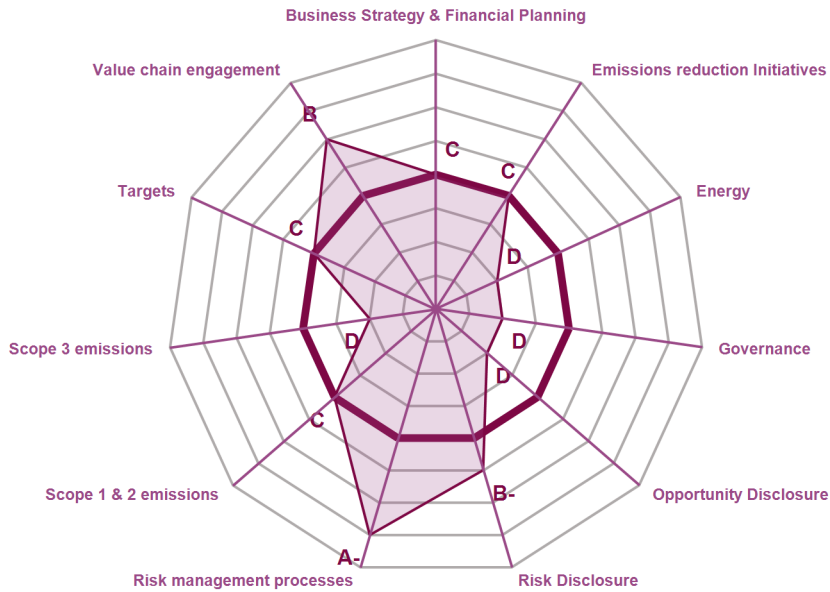 Business Strategy & Financial Planning
Value chain engagement
Emissions reduction Initiatives
B
C
C
Targets
Energy
C
D
Scope 3 emissions
D
D
Governance
D
C
Scope 1 & 2 emissions
B-
Opportunity Disclosure
A-
Risk management processes
Risk Disclosure